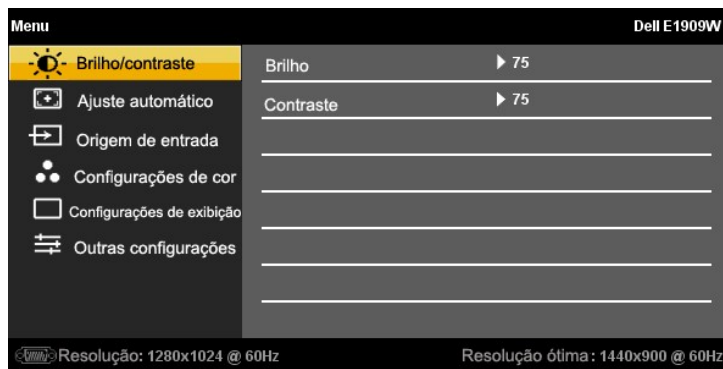 Menu Dell E1909W
Brilho/contraste Brilho 75
Ajuste automático Contraste 75
Origem de entrada
Configurações de cor
Configurações de exibição
Outras configurações
Resolução: 1280x1024 @ 60Hz Resolução ótima: 1440x900 @ 60Hz